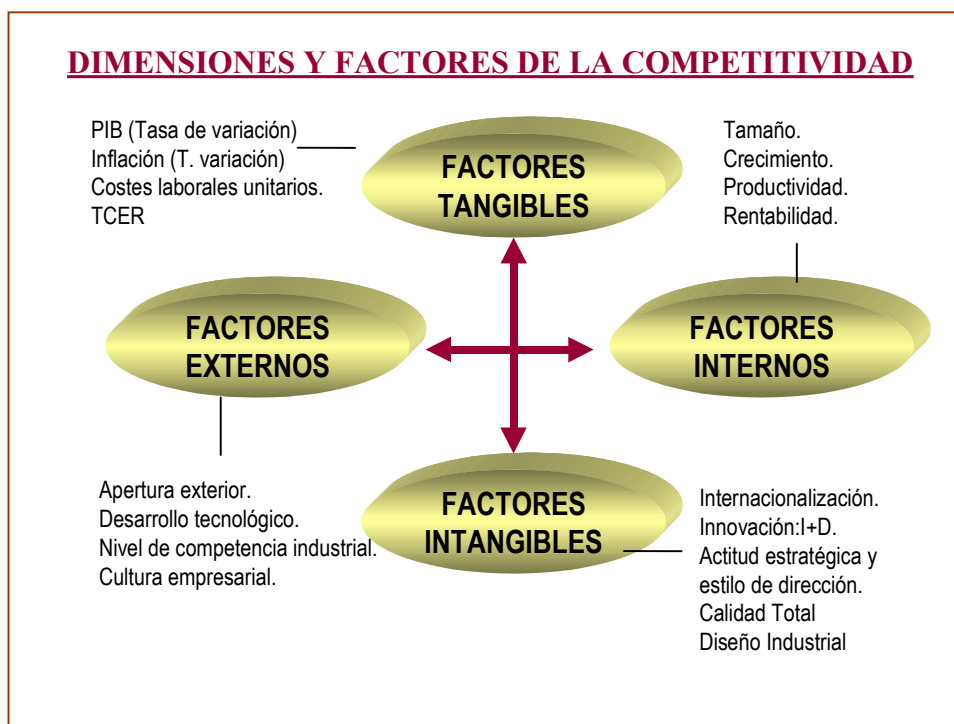 DIMENSIONES Y FACTORES DE LA COMPETITIVIDAD
PIB (Tasa de variación)
Inflación (T. variación)
Costes laborales unitarios.
TCER
FACTORES
TANGIBLES
Tamaño.
Crecimiento.
Productividad.
Rentabilidad.
FACTORES
EXTERNOS
FACTORES
INTERNOS
Apertura exterior.
Desarrollo tecnológico.
Nivel de competencia industrial.
Cultura empresarial.
FACTORES
INTANGIBLES
Internacionalización.
Innovación:I+D.
Actitud estratégica y
estilo de dirección.
Calidad Total
Diseño Industrial